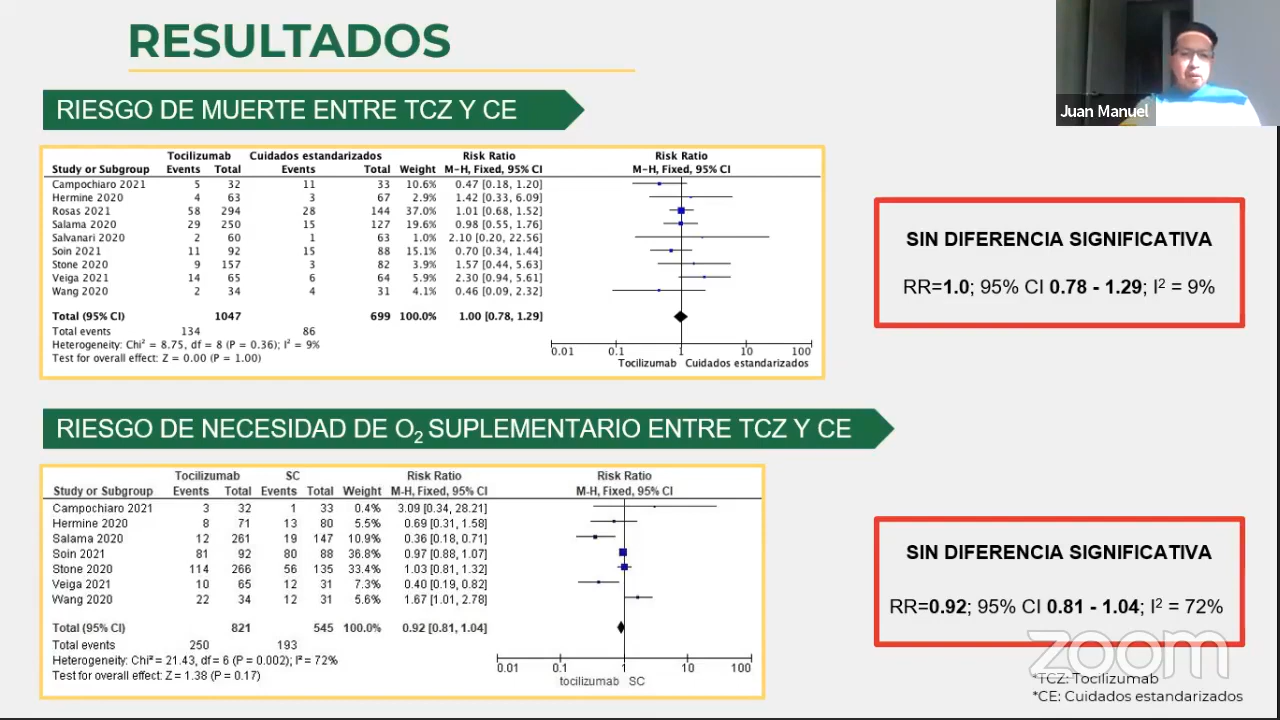 RESULTADOS
Juan Manuel
RIESGO DE MUERTE ENTRE TCZ Y CE
Tocilizumab Cuidados estandarizados Risk Ratio Risk Ratio
Study or Subgroup Events Total Events Total Weight M-H, Fixed, 95% CI M-H, Fixed, 95% CI
Campochiaro 2021 5 32 11 33 10.6% 0.47 [0.18, 1.20]
Hermine 2020 4 63 3 67 2.9% 1.42 [0.33, 6.09]
Rosas 2021 58 294 28 144 37.0% 1.01 [0.68, 1.52]
Salama 2020 29 250 15 127 19.6% 0.98 [0.55, 1.76]
Salvanari 2020 2 60 1 63 1.0% 2.10 [0.20, 22.56]
Soin 2021 11 92 15 88 15.1% 0.70 [0.34, 1.44]
Stone 2020 9 157 3 82 3.9% 1.57 [0.44, 5.63]
Veiga 2021 14 65 6 64 5.9% 2.30 [0.94, 5.61]
Wang 2020 2 34 4 31 4.1% 0.46 [0.09, 2.32]
Total (95% CI) 1047 699 100.0% 1.00 [0.78, 1.29]
Total events 134 86
Heterogeneity: Chi² = 8.75, df = 8 (P = 0.36); I² = 9%
Test for overall effect: Z = 0.00 (P = 1.00)
0.01 0.1 1 10 100
Tocilizumab Cuidados estandarizados
SIN DIFERENCIA SIGNIFICATIVA
RR=1.0; 95% CI 0.78 - 1.29; I² = 9%
RIESGO DE NECESIDAD DE O₂ SUPLEMENTARIO ENTRE TCZ Y CE
Tocilizumab SC Risk Ratio Risk Ratio
Study or Subgroup Events Total Events Total Weight M-H, Fixed, 95% CI M-H, Fixed, 95% CI
Campochiaro 2021 3 32 1 33 0.4% 3.09 [0.34, 28.21]
Hermine 2020 8 71 13 80 5.5% 0.69 [0.31, 1.58]
Salama 2020 12 261 19 147 10.9% 0.36 [0.18, 0.71]
Soin 2021 81 92 80 88 36.8% 0.97 [0.88, 1.07]
Stone 2020 114 266 56 135 33.4% 1.03 [0.81, 1.32]
Veiga 2021 10 65 12 31 7.3% 0.40 [0.19, 0.82]
Wang 2020 22 34 12 31 5.6% 1.67 [1.01, 2.78]
Total (95% CI) 821 545 100.0% 0.92 [0.81, 1.04]
Total events 250 193
Heterogeneity: Chi² = 21.43, df = 6 (P = 0.002); I² = 72%
Test for overall effect: Z = 1.38 (P = 0.17)
0.01 0.1 1 10 100
tocilizumab SC
SIN DIFERENCIA SIGNIFICATIVA
RR=0.92; 95% CI 0.81 - 1.04; I² = 72%
zoom
*TCZ: Tocilizumab
*CE: Cuidados estandarizados